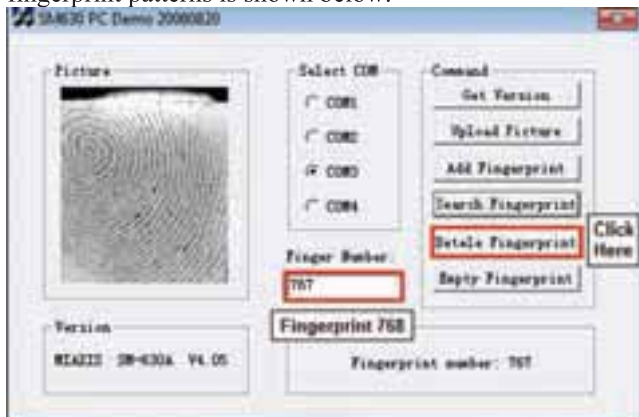 fingerprint patterns is shown below.
SM630 PC Demo 20080820
Picture
Select COM
COM1
COM2
COM3
COM4
Finger Number:
767
Fingerprint 768
Command
Get Version
Upload Picture
Add Fingerprint
Search Fingerprint
Detele Fingerprint
Click
Here
Empty Fingerprint
Version
MIAXIS SM-630A V4.05
Fingerprint number: 767